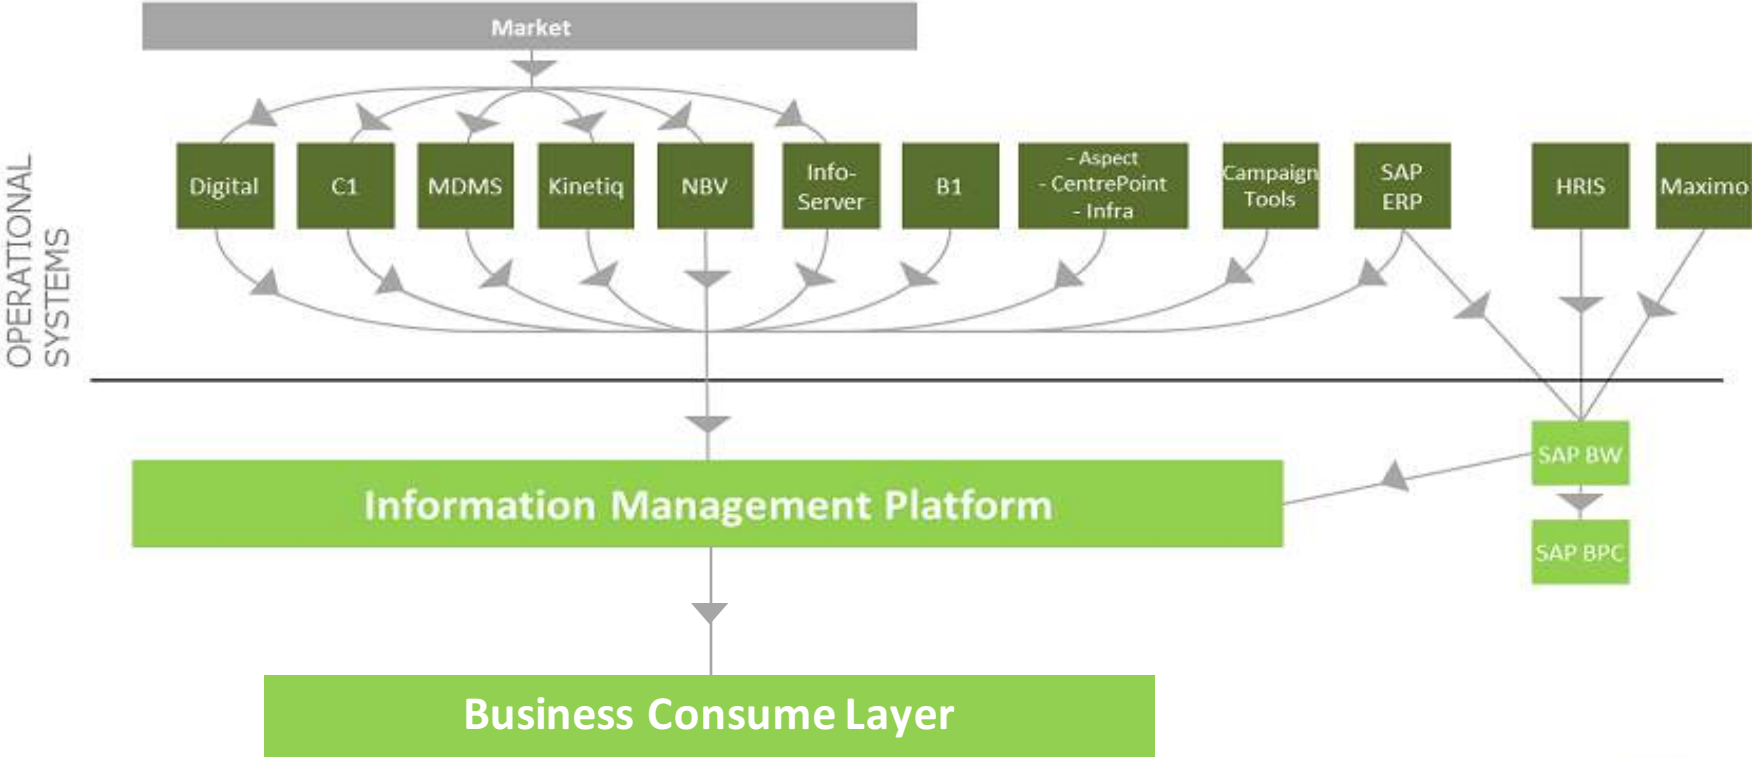 Market
OPERATIONAL
SYSTEMS
Digital
C1
MDMS
Kinetiq
NBV
Info-
Server
B1
- Aspect
- CentrePoint
- Infra
Campaign
Tools
SAP
ERP
HRIS
Maximo
SAP BW
Information Management Platform
SAP BPC
Business Consume Layer